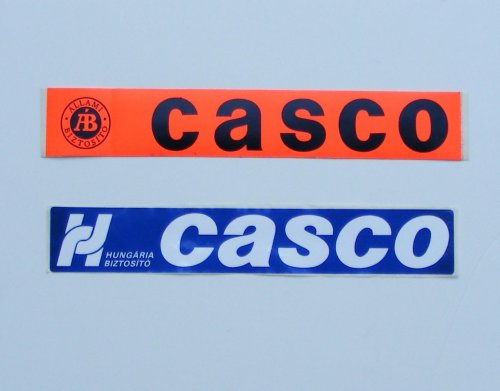 ÁLLAMI
ÁB
BIZTOSÍTÓ
casco
HUNGÁRIA
BIZTOSÍTÓ
casco